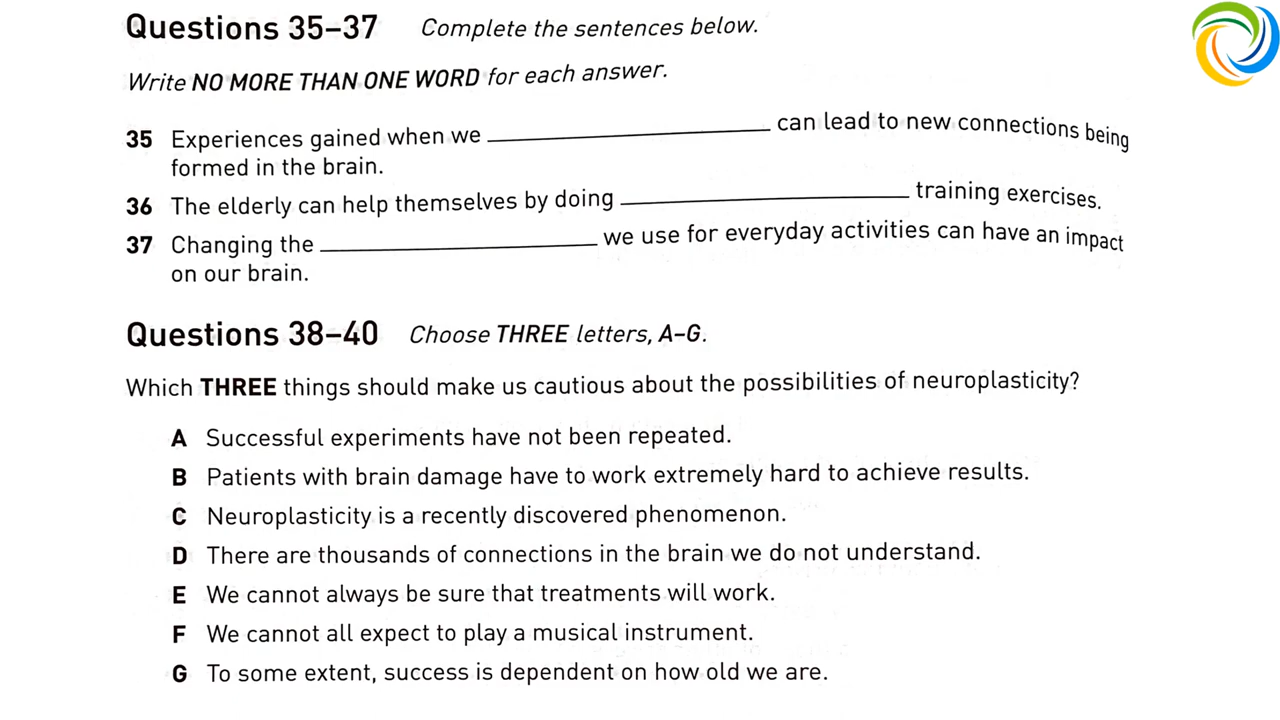 Questions 35–37 Complete the sentences below.
Write NO MORE THAN ONE WORD for each answer.
35 Experiences gained when we ____________________ can lead to new connections being
formed in the brain.
36 The elderly can help themselves by doing ____________________ training exercises.
37 Changing the ____________________ we use for everyday activities can have an impact
on our brain.
Questions 38–40 Choose THREE letters, A–G.
Which THREE things should make us cautious about the possibilities of neuroplasticity?
A Successful experiments have not been repeated.
B Patients with brain damage have to work extremely hard to achieve results.
C Neuroplasticity is a recently discovered phenomenon.
D There are thousands of connections in the brain we do not understand.
E We cannot always be sure that treatments will work.
F We cannot all expect to play a musical instrument.
G To some extent, success is dependent on how old we are.